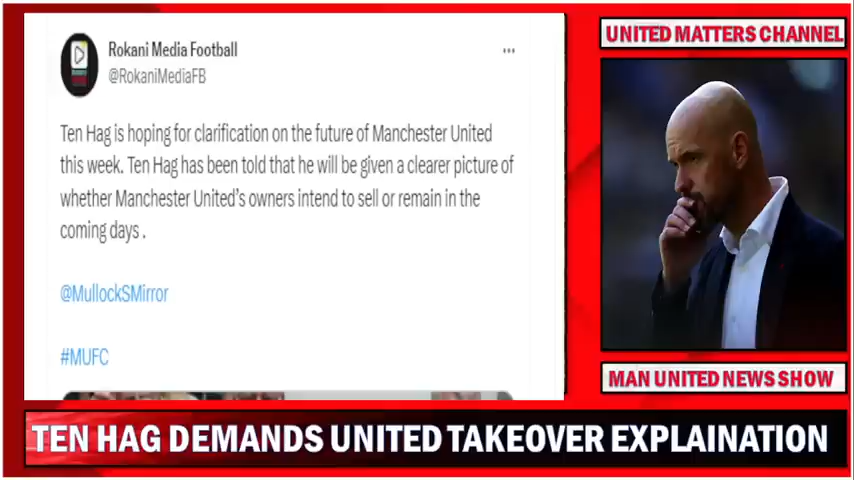 Rokani Media Football
@RokaniMediaFB
Ten Hag is hoping for clarification on the future of Manchester United
this week. Ten Hag has been told that he will be given a clearer picture of
whether Manchester United's owners intend to sell or remain in the
coming days .
@MullockSMirror
#MUFC
UNITED MATTERS CHANNEL
MAN UNITED NEWS SHOW
TEN HAG DEMANDS UNITED TAKEOVER EXPLAINATION